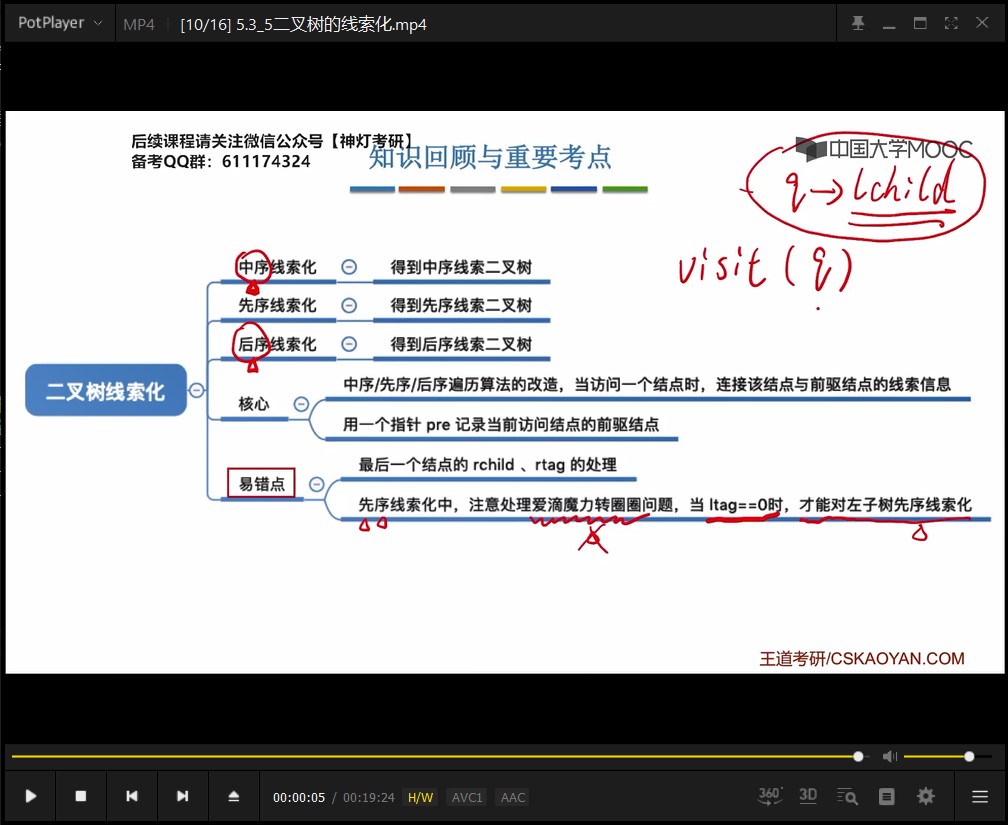 PotPlayer
MP4
[10/16] 5.3_5二叉树的线索化.mp4
后续课程请关注微信公众号【神灯考研】
备考QQ群：611174324
知识回顾与重要考点
中国大学MOOC
q→lchild
visit(q)
中序线索化
得到中序线索二叉树
先序线索化
得到先序线索二叉树
后序线索化
得到后序线索二叉树
二叉树线索化
核心
中序/先序/后序遍历算法的改造，当访问一个结点时，连接该结点与前驱结点的线索信息
用一个指针 pre 记录当前访问结点的前驱结点
易错点
最后一个结点的 rchild 、rtag 的处理
先序线索化中，注意处理爱滴魔力转圈圈问题，当 ltag==0时，才能对左子树先序线索化
王道考研/CSKAOYAN.COM
00:00:05 / 00:19:24 H/W AVC1 AAC
360°
3D